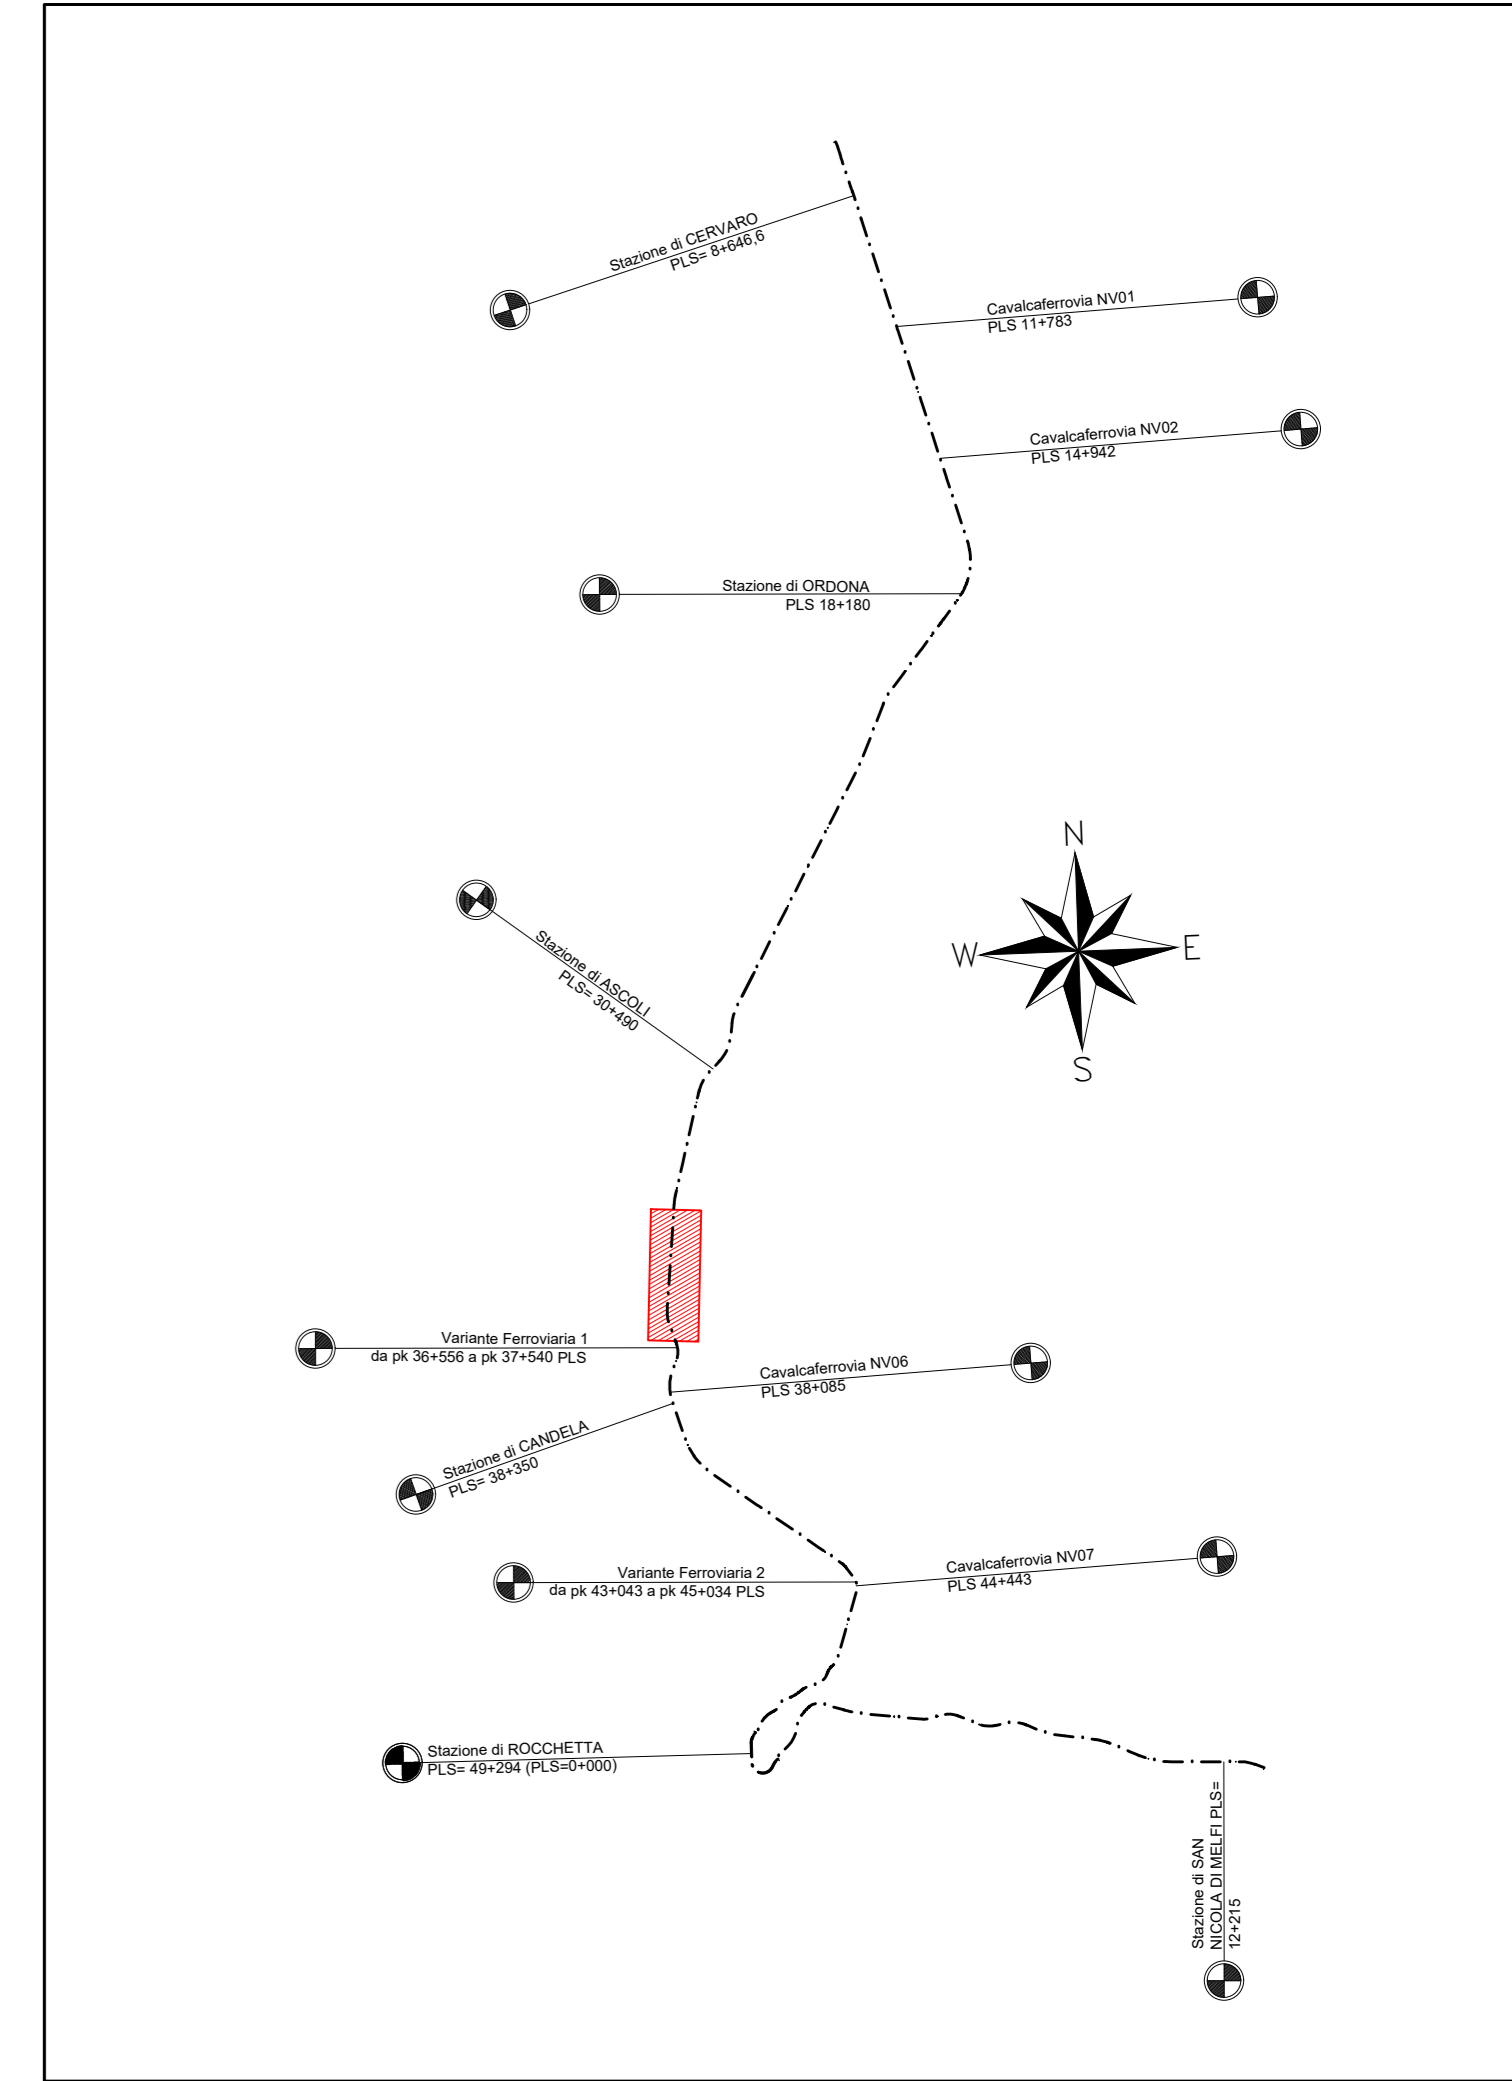 Stazione di CERVARO
PLS= 8+646,6
Cavalcaferrovia NV01
PLS 11+783
Cavalcaferrovia NV02
PLS 14+942
Stazione di ORDONA
PLS 18+180
N
W
E
S
Stazione di ASCOLI
PLS= 30+490
Variante Ferroviaria 1
da pk 36+556 a pk 37+540 PLS
Cavalcaferrovia NV06
PLS 38+085
Stazione di CANDELA
PLS= 38+350
Variante Ferroviaria 2
da pk 43+043 a pk 45+034 PLS
Cavalcaferrovia NV07
PLS 44+443
Stazione di ROCCHETTA
PLS= 49+294 (PLS=0+000)
Stazione di SAN
NICOLA DI MELFI PLS=
12+215